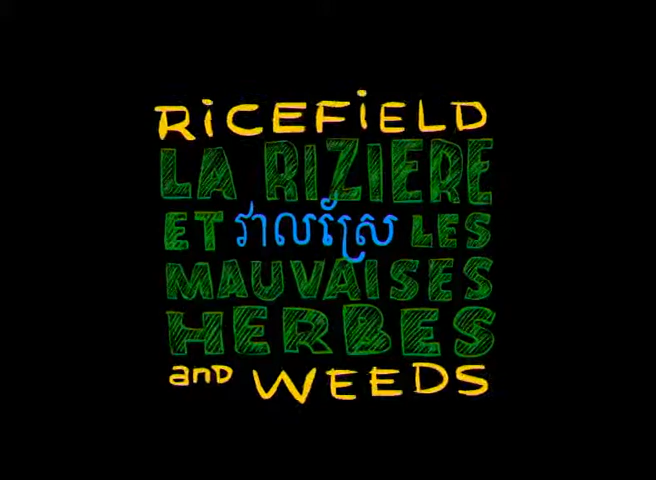 RiCEFiELD
LA RIZIERE
ET វាលស្រែ LES
MAUVAISES
HERBES
anD WEEDS